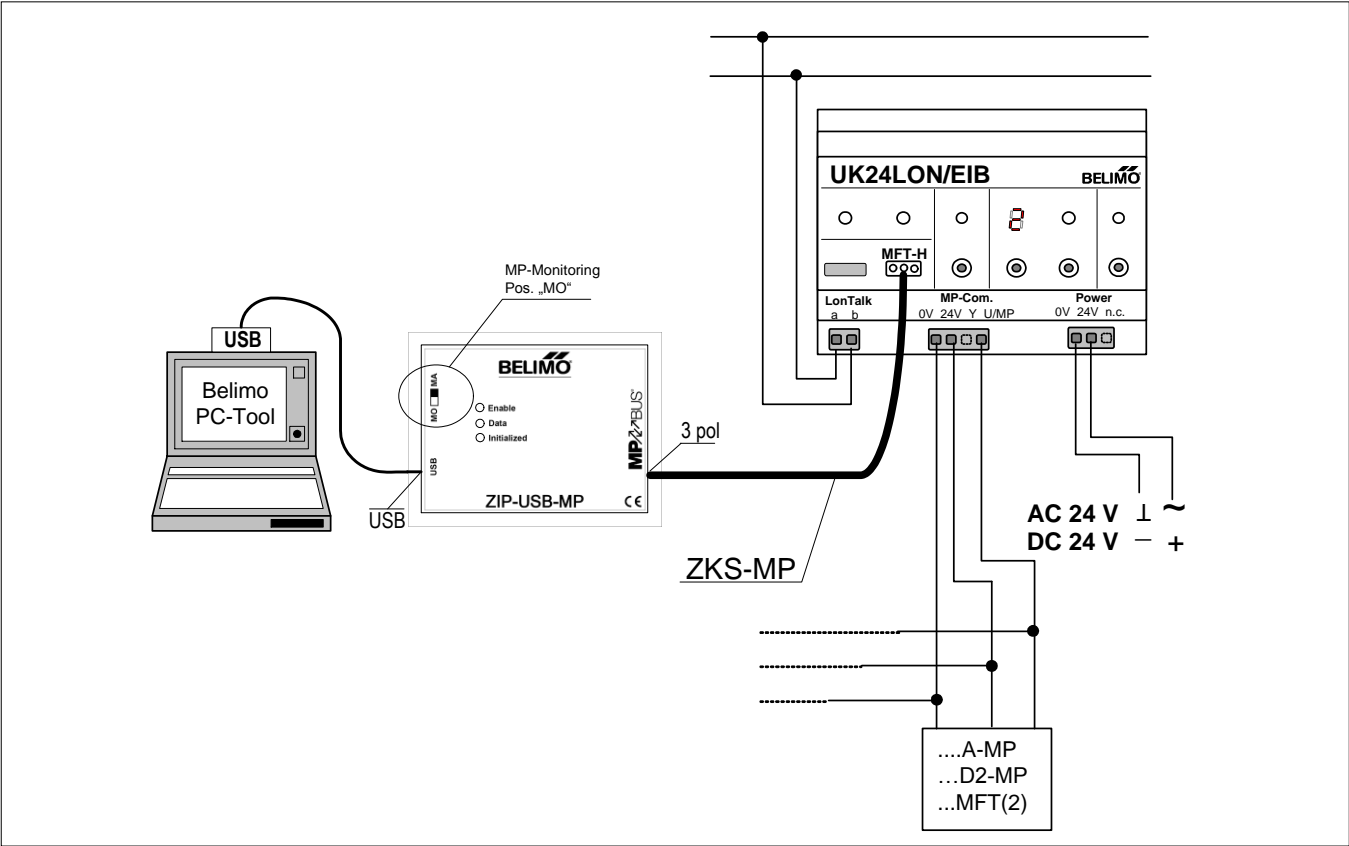 UK24LON/EIB
BELIMO
2
MFT-H
LonTalk
a b
MP-Com.
0V 24V Y U/MP
Power
0V 24V n.c.
MP-Monitoring
Pos. „MO“
USB
Belimo
PC-Tool
BELIMO
MO MA
Enable
Data
Initialized
USB
MP BUS®
ZIP-USB-MP
CE
USB
3 pol
ZKS-MP
AC 24 V ⊥ ~
DC 24 V – +
....A-MP
…D2-MP
...MFT(2)